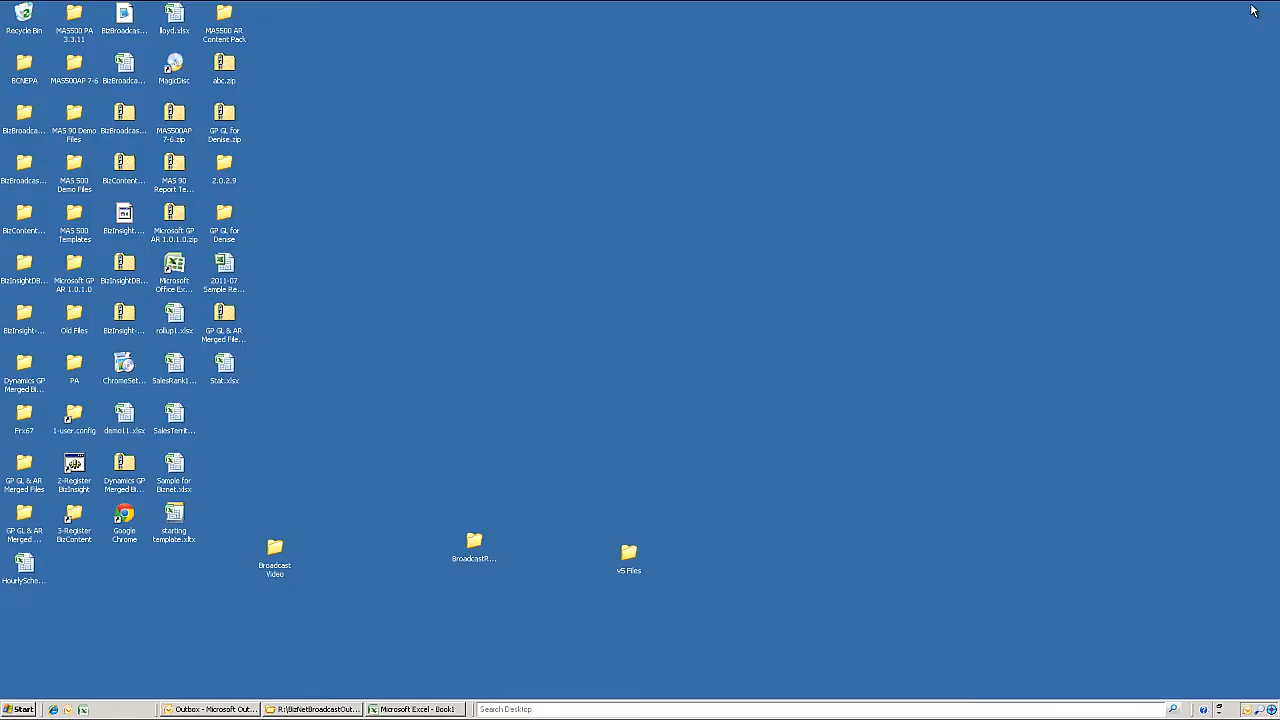 Recycle Bin
MAS500 PA
3.3.11
BizBroadcas...
lloyd.xlsx
MAS500 AR
Content Pack
BCNEPA
MAS500AP 7-6
BizBroadca...
MagicDisc
abc.zip
BizBroadca...
MAS 90 Demo
Files
BizBroadcas...
MAS500AP
7-6.zip
GP GL for
Denise.zip
BizBroadcas...
MAS 500
Demo Files
BizConten...
MAS 90
Report Te...
2.0.2.9
BizConten...
MAS 500
Templates
BizInsight....
Microsoft GP
AR 1.0.1.0.zip
GP GL for
Denise
BizInsightDB...
Microsoft GP
AR 1.0.1.0
BizInsightDB...
Microsoft
Office Ex...
2011-07
Sample Re...
BizInsight-...
Old Files
BizInsight-...
rollup1.xlsx
GP GL & AR
Merged File...
Dynamics GP
Merged Bi...
PA
ChromeSet...
SalesRank1...
Stat.xlsx
Frx67
1-user.config
demo11.xlsx
SalesTerrit...
GP GL & AR
Merged Files
2-Register
BizInsight
Dynamics GP
Merged Bi...
Sample for
Biznet.xlsx
GP GL & AR
Merged ...
3-Register
BizContent
Google
Chrome
starting
template.xltx
HourlySche...
Broadcast
Video
BroadcastR...
v5 Files
Start
Outbox - Microsoft Out...
R:\BizNetBroadcastOut...
Microsoft Excel - Book1
Search Desktop